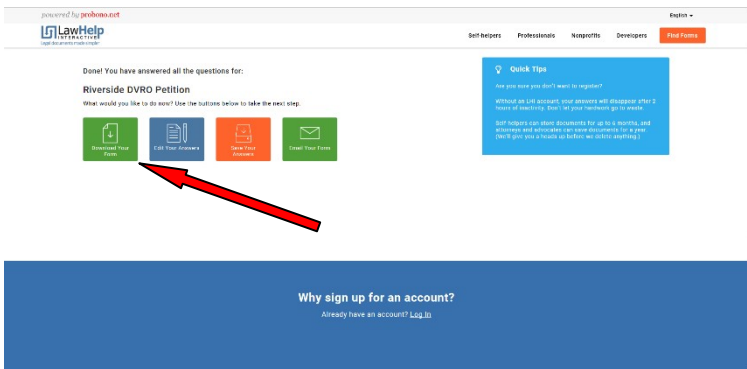 powered by probono.net
English
LawHelp
INTERACTIVE
Legal documents made simpler
Self-helpers Professionals Nonprofits Developers Find Forms
Done! You have answered all the questions for:
Riverside DVRO Petition
What would you like to do now? Use the buttons below to take the next step.
Download Your
Form
Edit Your Answers
Save Your
Answers
Email Your Form
Quick Tips
Are you sure you don't want to register?
Without an LHI account, your answers will disappear after 2
hours of inactivity. Don't let your hardwork go to waste.
Self-helpers can store documents for up to 6 months, and
attorneys and advocates can save documents for a year.
(We'll give you a heads up before we delete anything.)
Why sign up for an account?
Already have an account? Log In